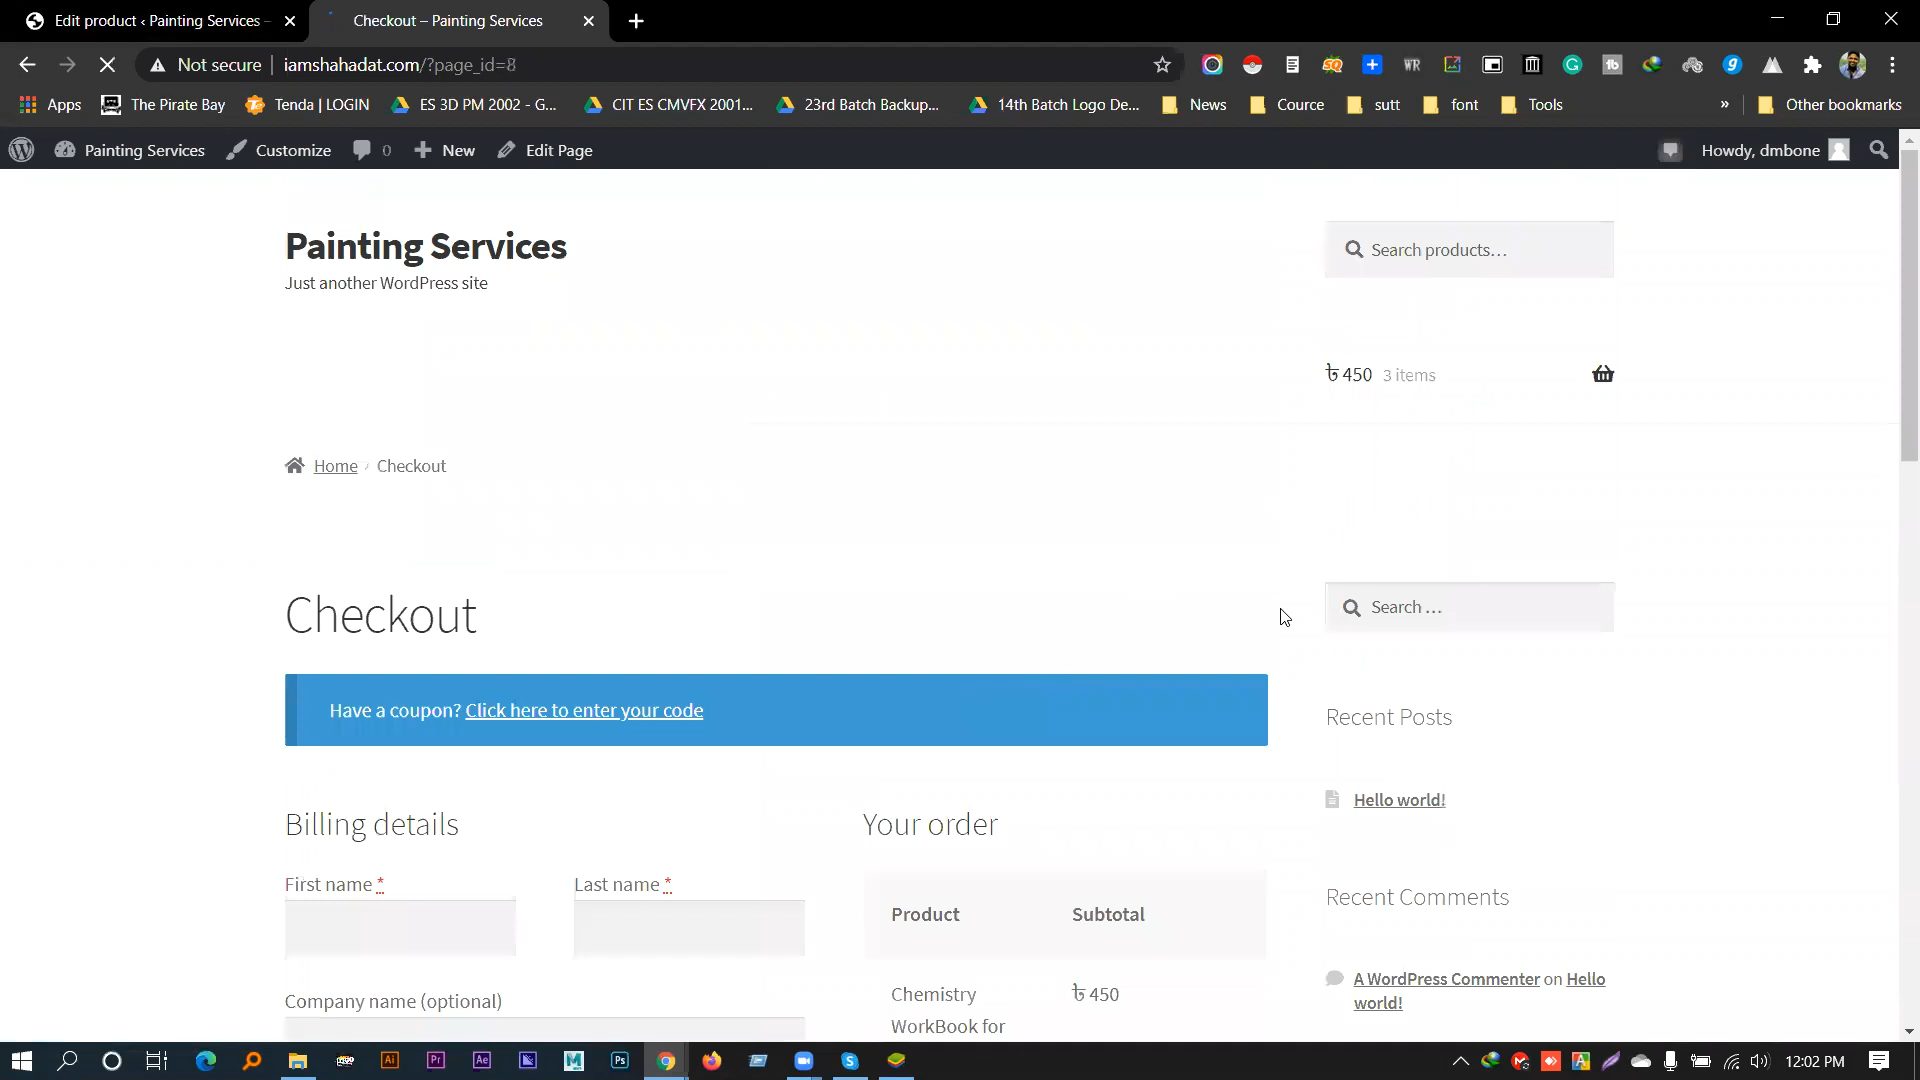 Edit product ‹ Painting Services –
Checkout – Painting Services
Not secure
iamshahadat.com/?page_id=8
Apps
The Pirate Bay
Tenda | LOGIN
ES 3D PM 2002 - G...
CIT ES CMVFX 2001...
23rd Batch Backup...
14th Batch Logo De...
News
Cource
sutt
font
Tools
»
Other bookmarks
Painting Services
Customize
0
New
Edit Page
Howdy, dmbone
Painting Services
Just another WordPress site
Search products…
৳ 450 3 items
Home / Checkout
Checkout
Search …
Have a coupon? Click here to enter your code
Recent Posts
Hello world!
Billing details
Your order
First name *
Last name *
Recent Comments
Product
Subtotal
A WordPress Commenter on Hello
world!
Company name (optional)
Chemistry
WorkBook for
৳ 450
12:02 PM